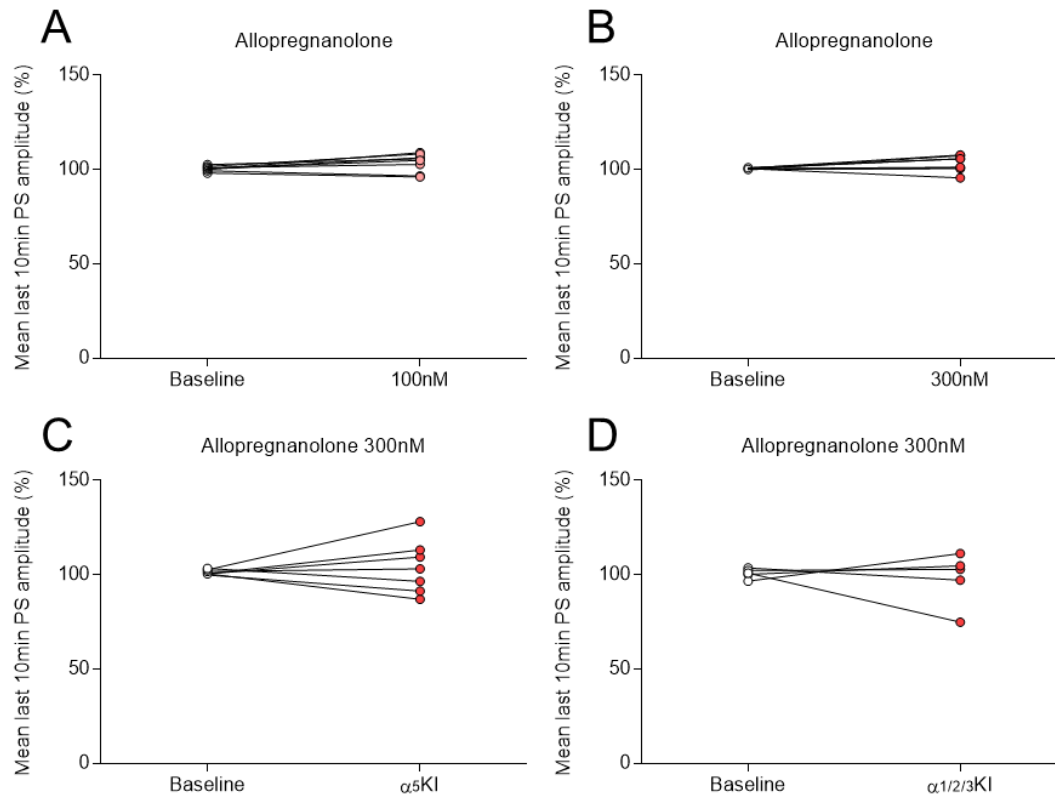 A
Allopregnanolone
Mean last 10min PS amplitude (%)
150
100
50
0
Baseline
100nM
B
Allopregnanolone
Mean last 10min PS amplitude (%)
150
100
50
0
Baseline
300nM
C
Allopregnanolone 300nM
Mean last 10min PS amplitude (%)
150
100
50
0
Baseline
α5KI
D
Allopregnanolone 300nM
Mean last 10min PS amplitude (%)
150
100
50
0
Baseline
α1/2/3KI